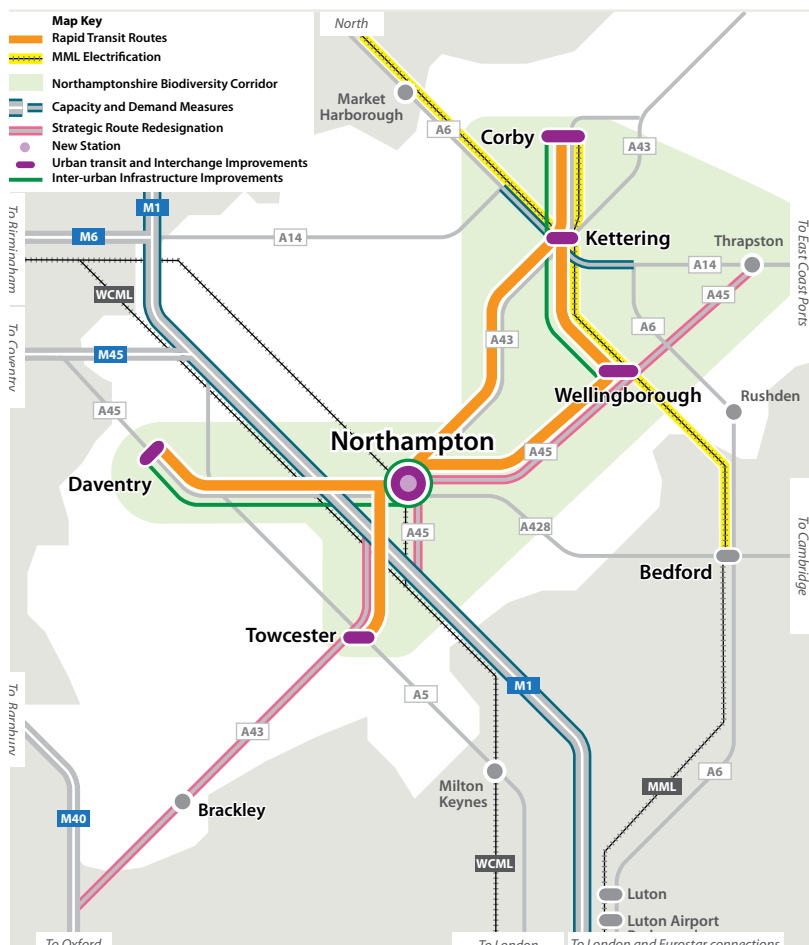 Map Key
Rapid Transit Routes
MML Electrification
Northamptonshire Biodiversity Corridor
Capacity and Demand Measures
Strategic Route Redesignation
New Station
Urban transit and Interchange Improvements
Inter-urban Infrastructure Improvements
North
Market
Harborough
A6
Corby
A43
To Birmingham
M1
M6
A14
Kettering
Thrapston
To East Coast Ports
A14
WCML
A45
To Coventry
M45
A43
A6
A45
Wellingborough
Rushden
Northampton
A45
Daventry
A45
A428
To Cambridge
Bedford
Towcester
To Banbury
M1
A5
A43
Milton
Keynes
A6
MML
Brackley
M40
WCML
Luton
Luton Airport
To Oxford
To London
To London and Eurostar connections